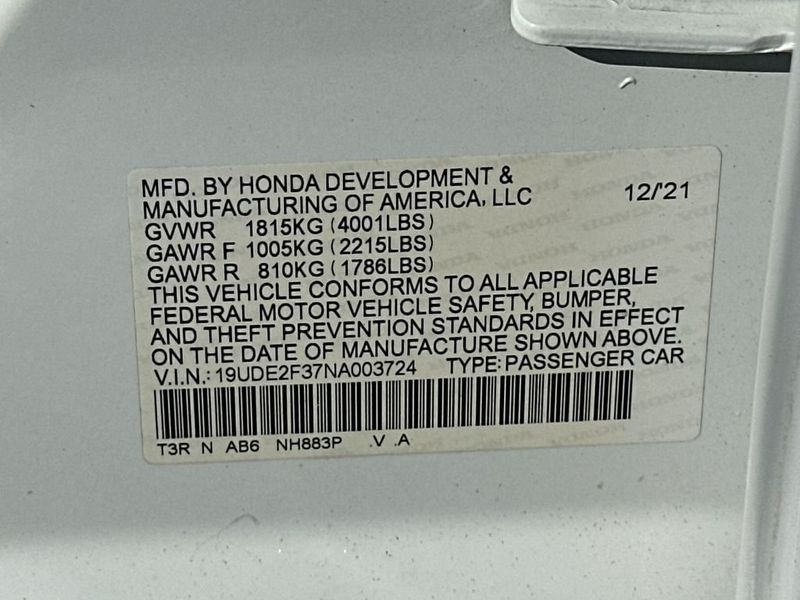 MFD. BY HONDA DEVELOPMENT &
MANUFACTURING OF AMERICA, LLC 12/'21
GVWR 1815KG (4001LBS)
GAWR F 1005KG (2215LBS)
GAWR R 810KG (1786LBS)
THIS VEHICLE CONFORMS TO ALL APPLICABLE
FEDERAL MOTOR VEHICLE SAFETY, BUMPER,
AND THEFT PREVENTION STANDARDS IN EFFECT
ON THE DATE OF MANUFACTURE SHOWN ABOVE.
V.I.N.: 19UDE2F37NA003724 TYPE: PASSENGER CAR
T3R N AB6 NH883P .V .A